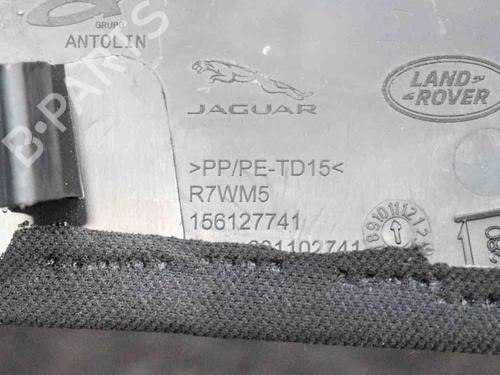 GRUPO
ANTOLIN
JAGUAR
LAND
ROVER
>PP/PE-TD15<
R7WM5
156127741
B-PARTS